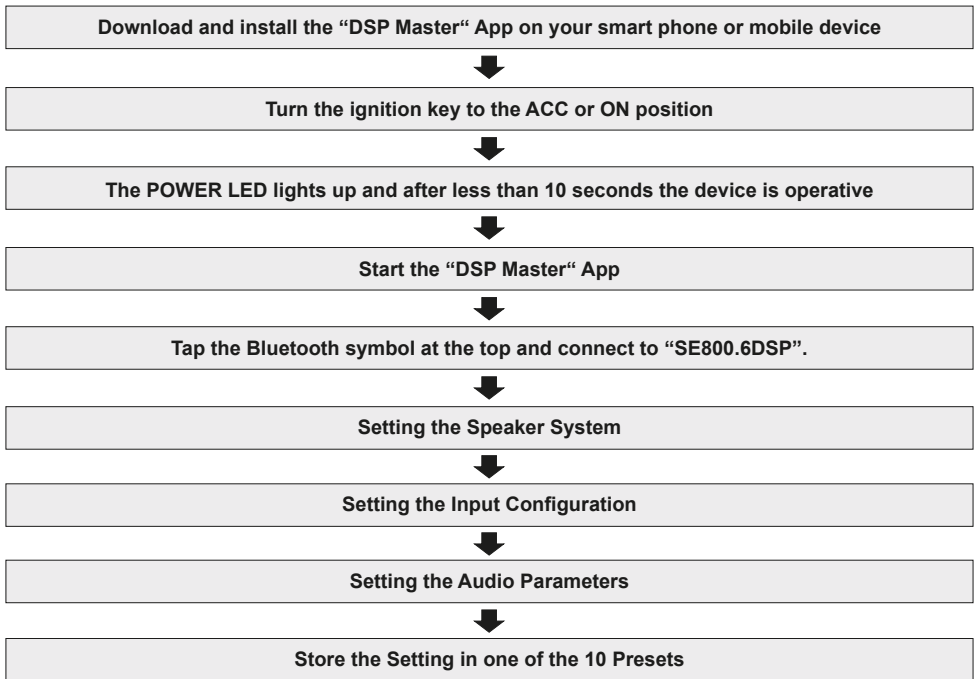 Download and install the “DSP Master“ App on your smart phone or mobile device
Turn the ignition key to the ACC or ON position
The POWER LED lights up and after less than 10 seconds the device is operative
Start the “DSP Master“ App
Tap the Bluetooth symbol at the top and connect to “SE800.6DSP”.
Setting the Speaker System
Setting the Input Configuration
Setting the Audio Parameters
Store the Setting in one of the 10 Presets